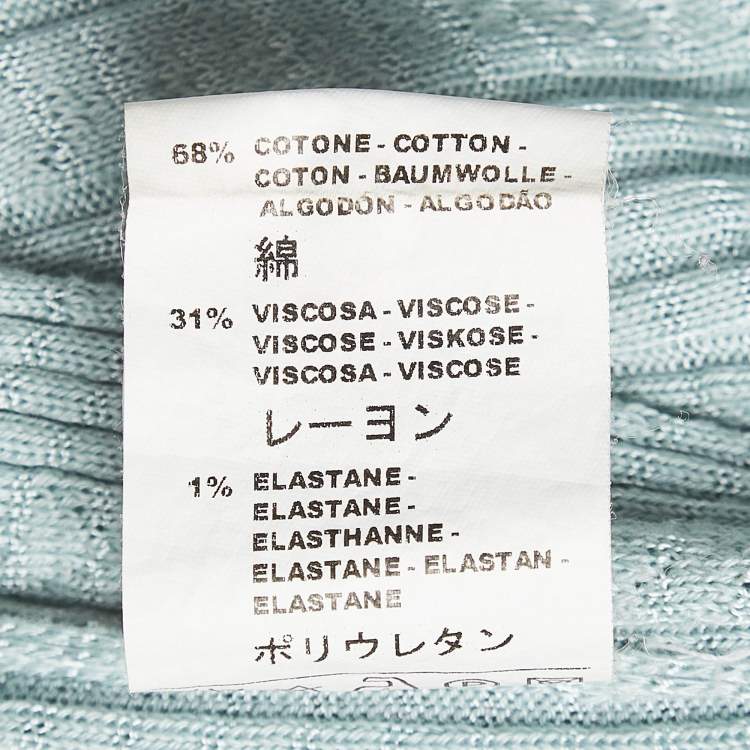 68% COTONE - COTTON -
COTON - BAUMWOLLE -
ALGODÓN - ALGODÃO
綿
31% VISCOSA - VISCOSE -
VISCOSE - VISKOSE -
VISCOSA - VISCOSE
レーヨン
1% ELASTANE -
ELASTANE -
ELASTHANNE -
ELASTANE - ELASTAN -
ELASTANE
ポリウレタン